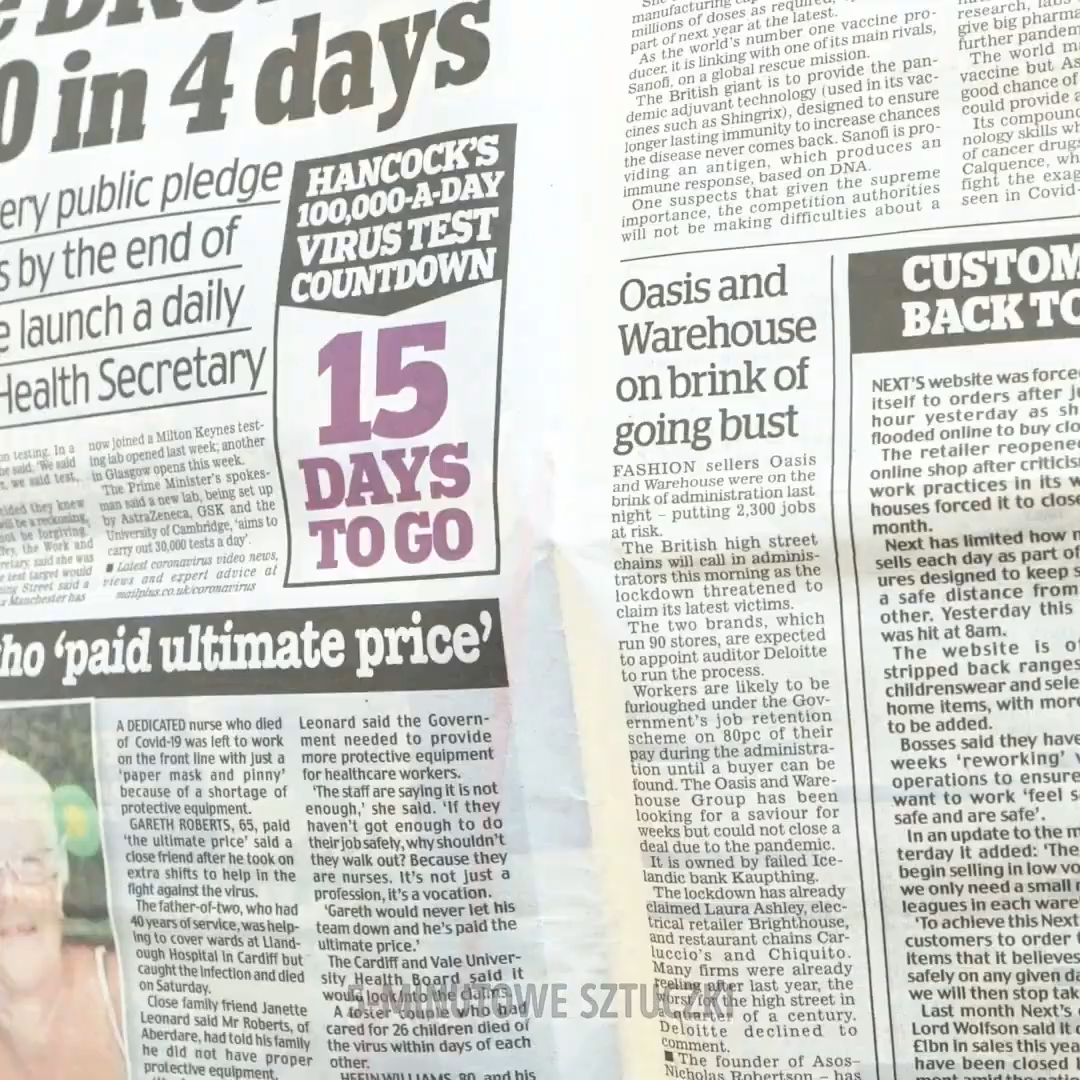 0 in 4 days
ery public pledge
s by the end of
e launch a daily
Health Secretary
HANCOCK'S
100,000-A-DAY
VIRUS TEST
COUNTDOWN
15
DAYS
TO GO
on testing. In a
he said: 'We said
we said test,
cided they knew
will be a reckoning,
not be forgiving.
the Work and
said she was
test target would
Street said a
Manchester has
now joined a Milton Keynes test-
ing lab opened last week; another
in Glasgow opens this week.
The Prime Minister's spokes-
man said a new lab, being set up
by AstraZeneca, GSK and the
University of Cambridge, 'aims to
carry out 30,000 tests a day'.
■ Latest coronavirus video news,
views and expert advice at
mailplus.co.uk/coronavirus
ho 'paid ultimate price'
A DEDICATED nurse who died
of Covid-19 was left to work
on the front line with just a
'paper mask and pinny'
because of a shortage of
protective equipment.
GARETH ROBERTS, 65, paid
'the ultimate price' said a
close friend after he took on
extra shifts to help in the
fight against the virus.
The father-of-two, who had
40 years of service, was help-
ing to cover wards at Lland-
ough Hospital in Cardiff but
caught the infection and died
on Saturday.
Close family friend Janette
Leonard said Mr Roberts, of
Aberdare, had told his family
he did not have proper
protective equipment.
Leonard said the Govern-
ment needed to provide
more protective equipment
for healthcare workers.
'The staff are saying it is not
enough,' she said. 'If they
haven't got enough to do
their job safely, why shouldn't
they walk out? Because they
are nurses. It's not just a
profession, it's a vocation.
'Gareth would never let his
team down and he's paid the
ultimate price.'
The Cardiff and Vale Univer-
sity Health Board said it
would look into the claim.
A foster couple who had
cared for 26 children died of
the virus within days of each
other.
WILLIAMS, 80, and his
manufacturing
millions of doses as required,
part of next year at the latest.
As the world's number one vaccine pro-
ducer, it is linking with one of its main rivals,
Sanofi, on a global rescue mission.
The British giant is to provide the pan-
demic adjuvant technology (used in its vac-
cines such as Shingrix), designed to ensure
longer lasting immunity to increase chances
the disease never comes back. Sanofi is pro-
viding an antigen, which produces an
immune response, based on DNA.
One suspects that given the supreme
importance, the competition authorities
will not be making difficulties about a
research, labs
give big pharma
further pandem
The world m
vaccine but As
good chance of
could provide a
Its compoun
nology skills wh
of cancer drug
Calquence, wh
fight the exag
seen in Covid-
Oasis and
Warehouse
on brink of
going bust
FASHION sellers Oasis
and Warehouse were on the
brink of administration last
night – putting 2,300 jobs
at risk.
The British high street
chains will call in adminis-
trators this morning as the
lockdown threatened to
claim its latest victims.
The two brands, which
run 90 stores, are expected
to appoint auditor Deloitte
to run the process.
Workers are likely to be
furloughed under the Gov-
ernment's job retention
scheme on 80pc of their
pay during the administra-
tion until a buyer can be
found. The Oasis and Ware-
house Group has been
looking for a saviour for
weeks but could not close a
deal due to the pandemic.
It is owned by failed Ice-
landic bank Kaupthing.
The lockdown has already
claimed Laura Ashley, elec-
trical retailer Brighthouse,
and restaurant chains Car-
luccio's and Chiquito.
Many firms were already
reeling after last year, the
worst for the high street in
a quarter of a century.
Deloitte declined to
comment.
■ The founder of Asos-
Nicholas Robertson – has
CUSTOM
BACK TO
NEXT'S website was force
itself to orders after j
hour yesterday as sh
flooded online to buy clo
The retailer reopene
online shop after criticis
work practices in its w
houses forced it to close
month.
Next has limited how m
sells each day as part of
ures designed to keep s
a safe distance from
other. Yesterday this
was hit at 8am.
The website is o
stripped back ranges
childrenswear and sele
home items, with more
to be added.
Bosses said they have
weeks 'reworking'
operations to ensure
want to work 'feel s
safe and are safe'.
In an update to the m
terday it added: 'The
begin selling in low vo
we only need a small n
leagues in each ware
'To achieve this Next
customers to order
items that it believes
safely on any given da
we will then stop tak
Last month Next's
Lord Wolfson said it
£1bn in sales this yea
have been closed
5-MINUTOWE SZTUCZKI